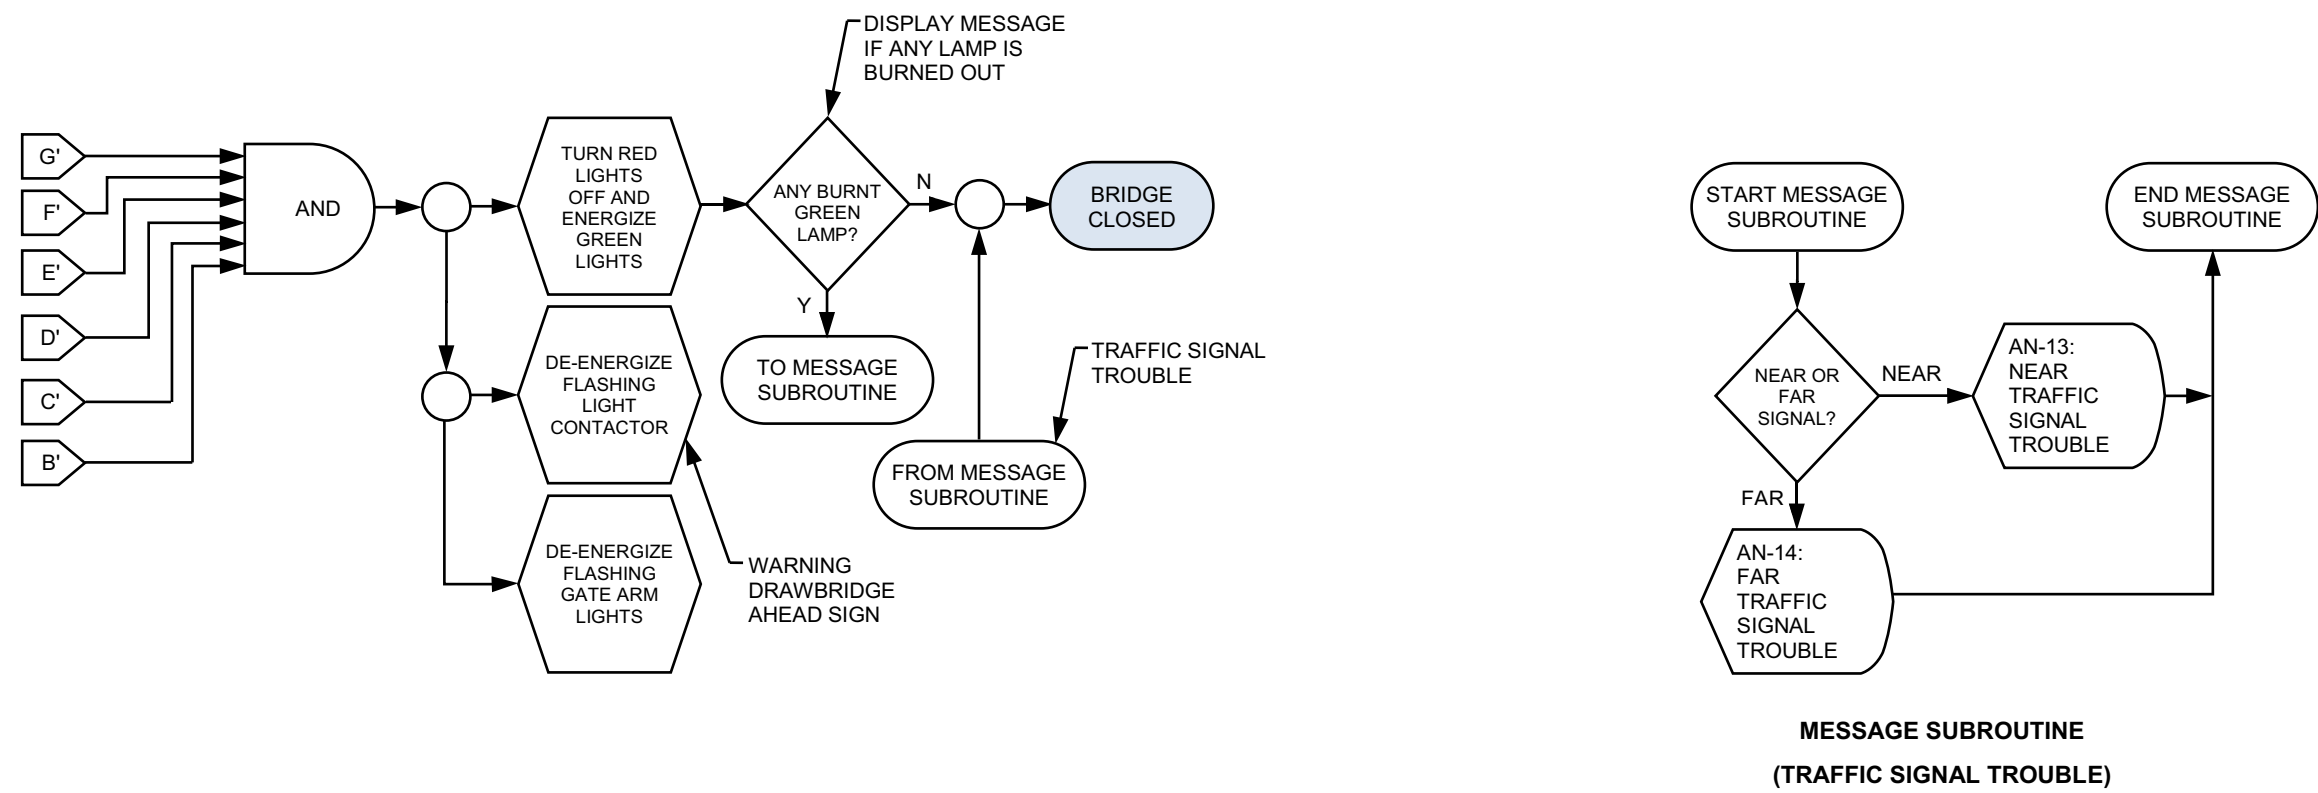 DISPLAY MESSAGE
IF ANY LAMP IS
BURNED OUT
G'
F'
E'
D'
C'
B'
AND
TURN RED
LIGHTS
OFF AND
ENERGIZE
GREEN
LIGHTS
ANY BURNT
GREEN
LAMP?
N
Y
BRIDGE
CLOSED
TO MESSAGE
SUBROUTINE
TRAFFIC SIGNAL
TROUBLE
FROM MESSAGE
SUBROUTINE
DE-ENERGIZE
FLASHING
LIGHT
CONTACTOR
WARNING
DRAWBRIDGE
AHEAD SIGN
DE-ENERGIZE
FLASHING
GATE ARM
LIGHTS
START MESSAGE
SUBROUTINE
END MESSAGE
SUBROUTINE
NEAR OR
FAR
SIGNAL?
NEAR
AN-13:
NEAR
TRAFFIC
SIGNAL
TROUBLE
FAR
AN-14:
FAR
TRAFFIC
SIGNAL
TROUBLE
MESSAGE SUBROUTINE
(TRAFFIC SIGNAL TROUBLE)